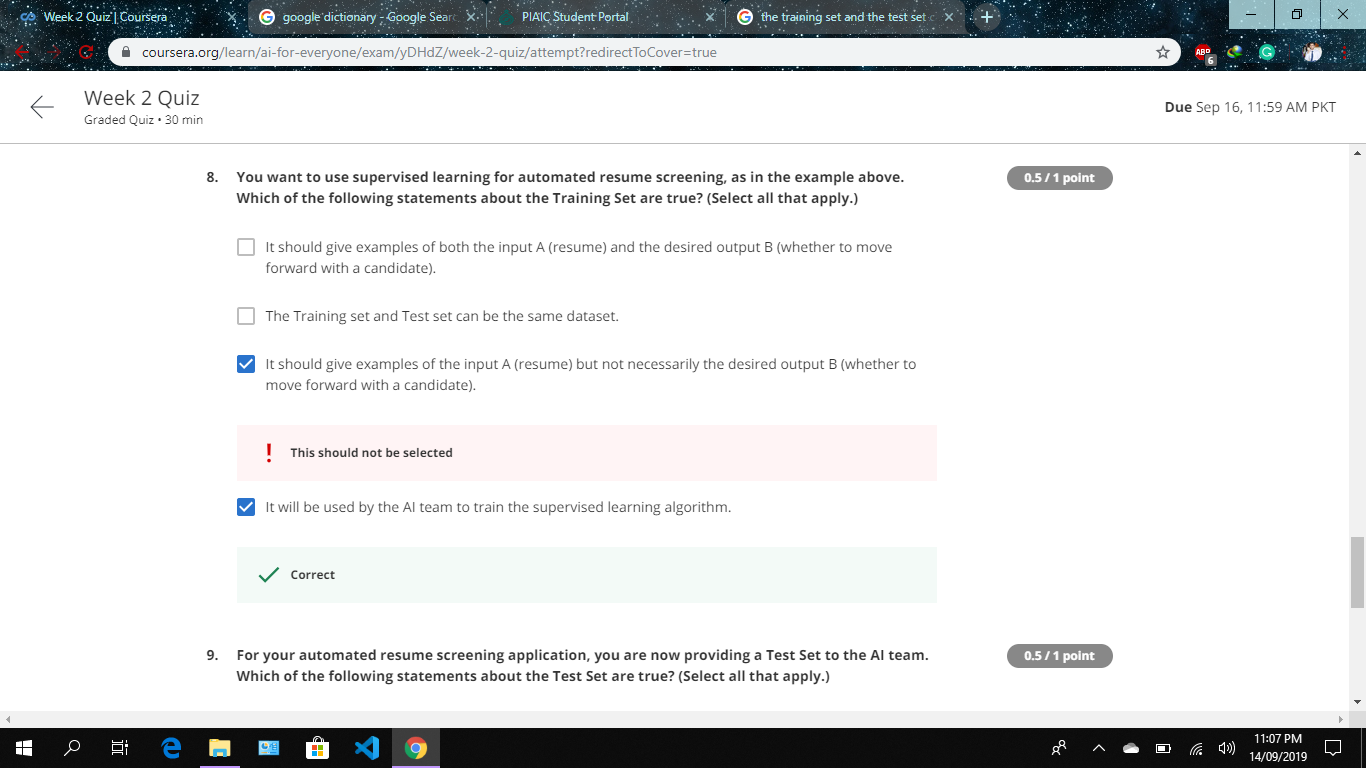 Week 2 Quiz | Coursera
google dictionary - Google Sear
PIAIC Student Portal
the training set and the test set c
coursera.org/learn/ai-for-everyone/exam/yDHdZ/week-2-quiz/attempt?redirectToCover=true
ABP
6
Week 2 Quiz
Graded Quiz • 30 min
Due Sep 16, 11:59 AM PKT
8. You want to use supervised learning for automated resume screening, as in the example above.
Which of the following statements about the Training Set are true? (Select all that apply.)
0.5 / 1 point
It should give examples of both the input A (resume) and the desired output B (whether to move
forward with a candidate).
The Training set and Test set can be the same dataset.
It should give examples of the input A (resume) but not necessarily the desired output B (whether to
move forward with a candidate).
! This should not be selected
It will be used by the AI team to train the supervised learning algorithm.
Correct
9. For your automated resume screening application, you are now providing a Test Set to the AI team.
Which of the following statements about the Test Set are true? (Select all that apply.)
0.5 / 1 point
11:07 PM
14/09/2019